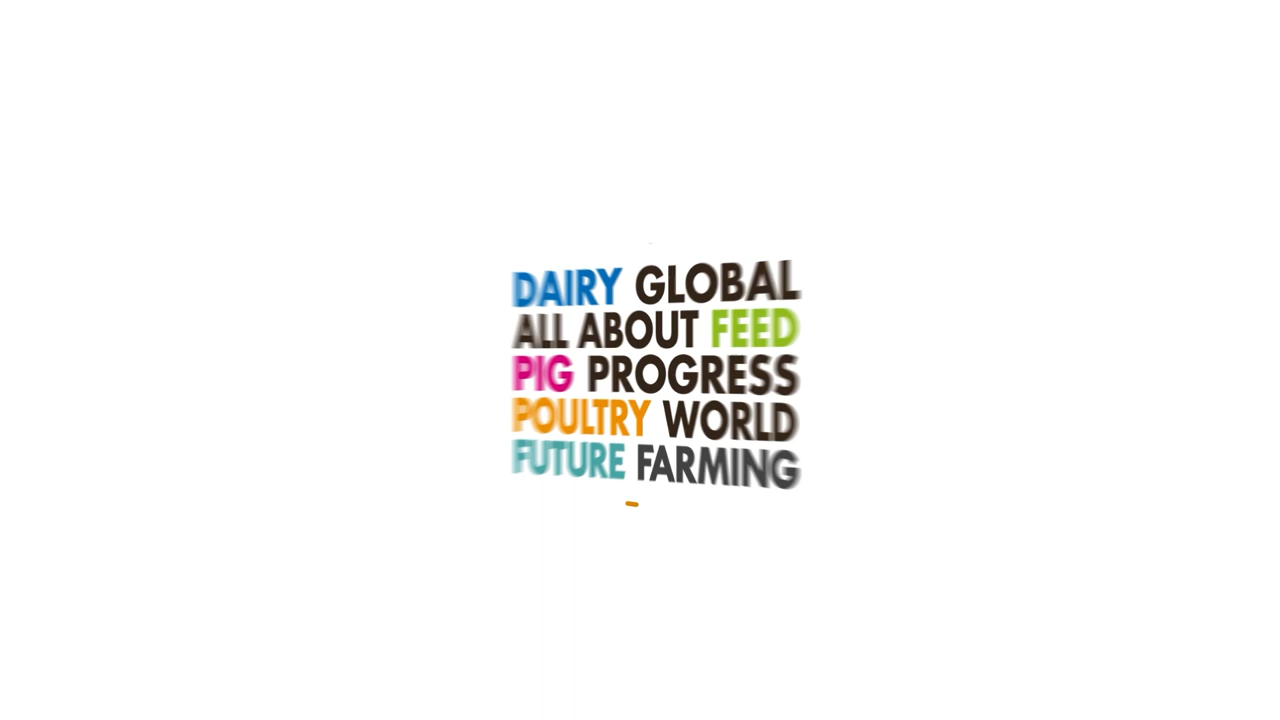 DAIRY GLOBAL
ALL ABOUT FEED
PIG PROGRESS
POULTRY WORLD
FUTURE FARMING